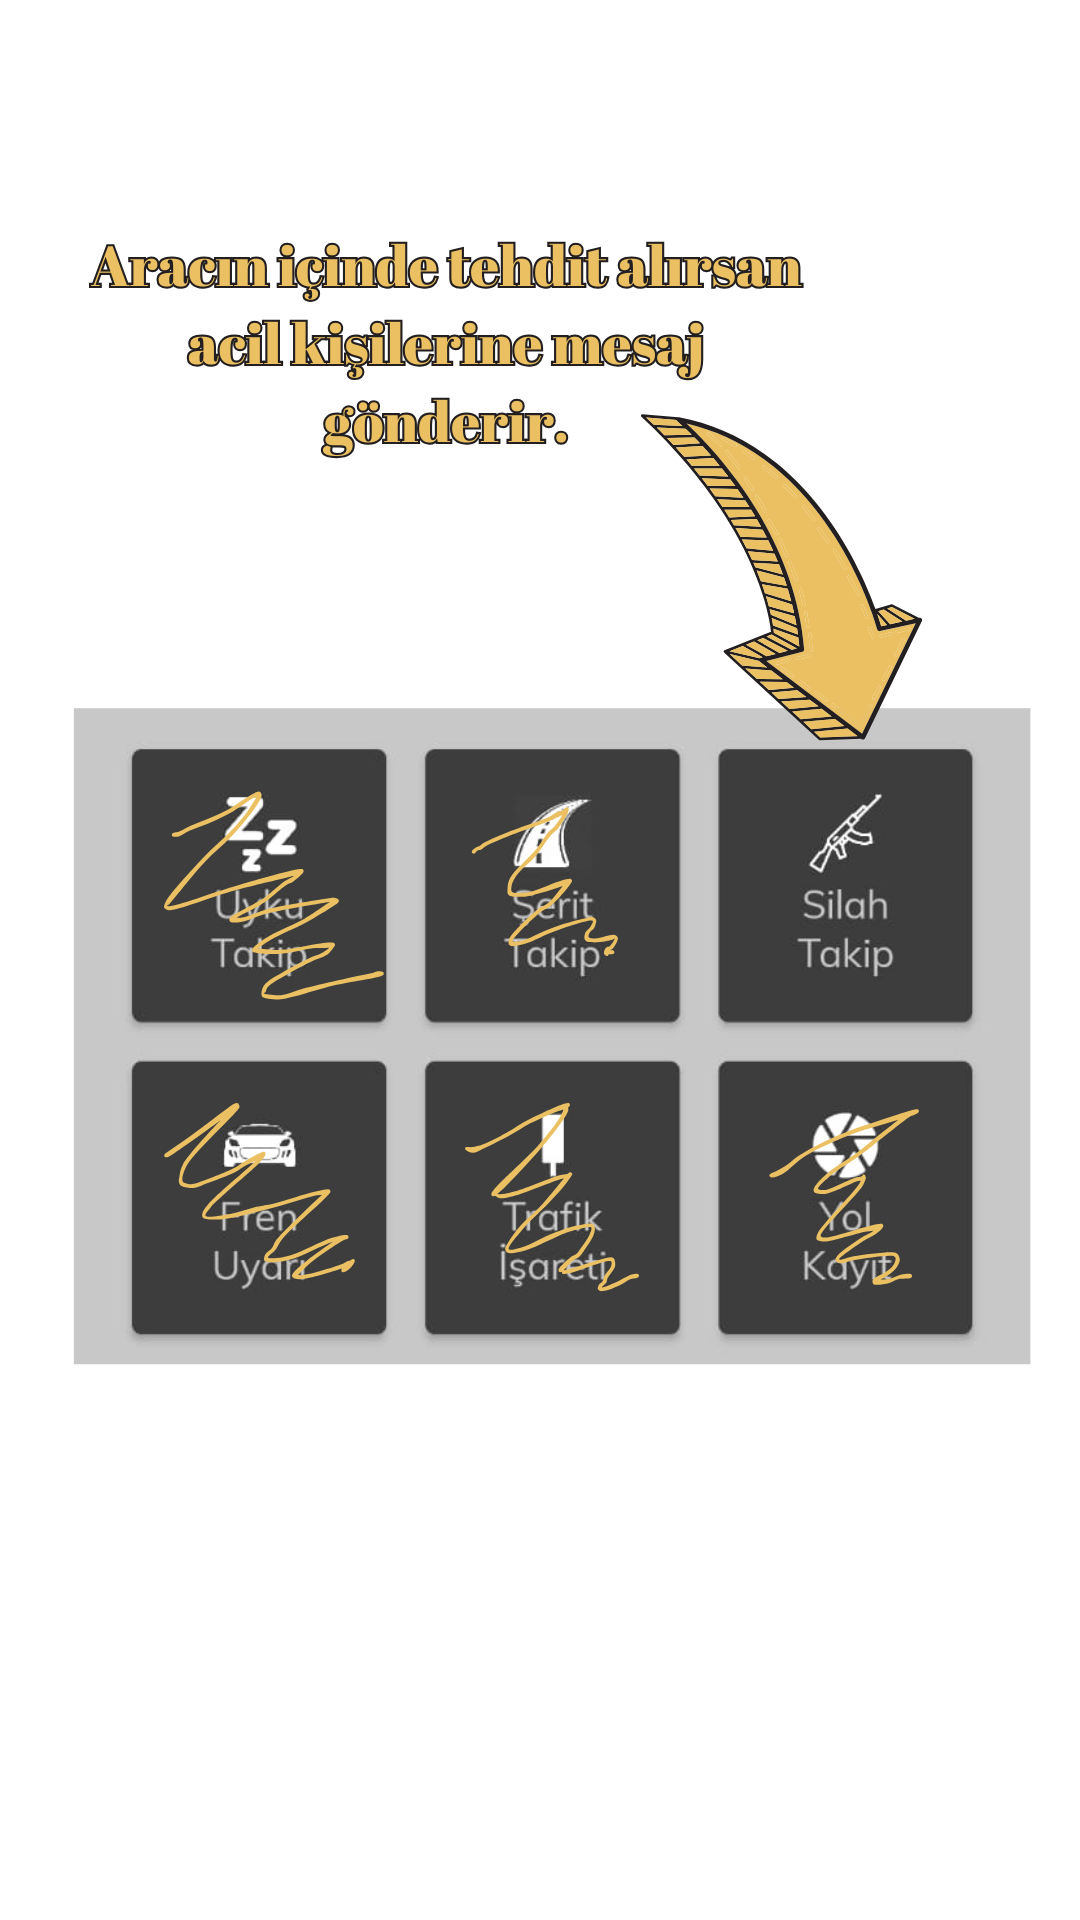 Aracın içinde tehdit alırsan
acil kişilerine mesaj
gönderir.
Uyku
Takip
Şerit
Takip
Silah
Takip
Fren
Uyarı
Trafik
İşareti
Yol
Kayıt